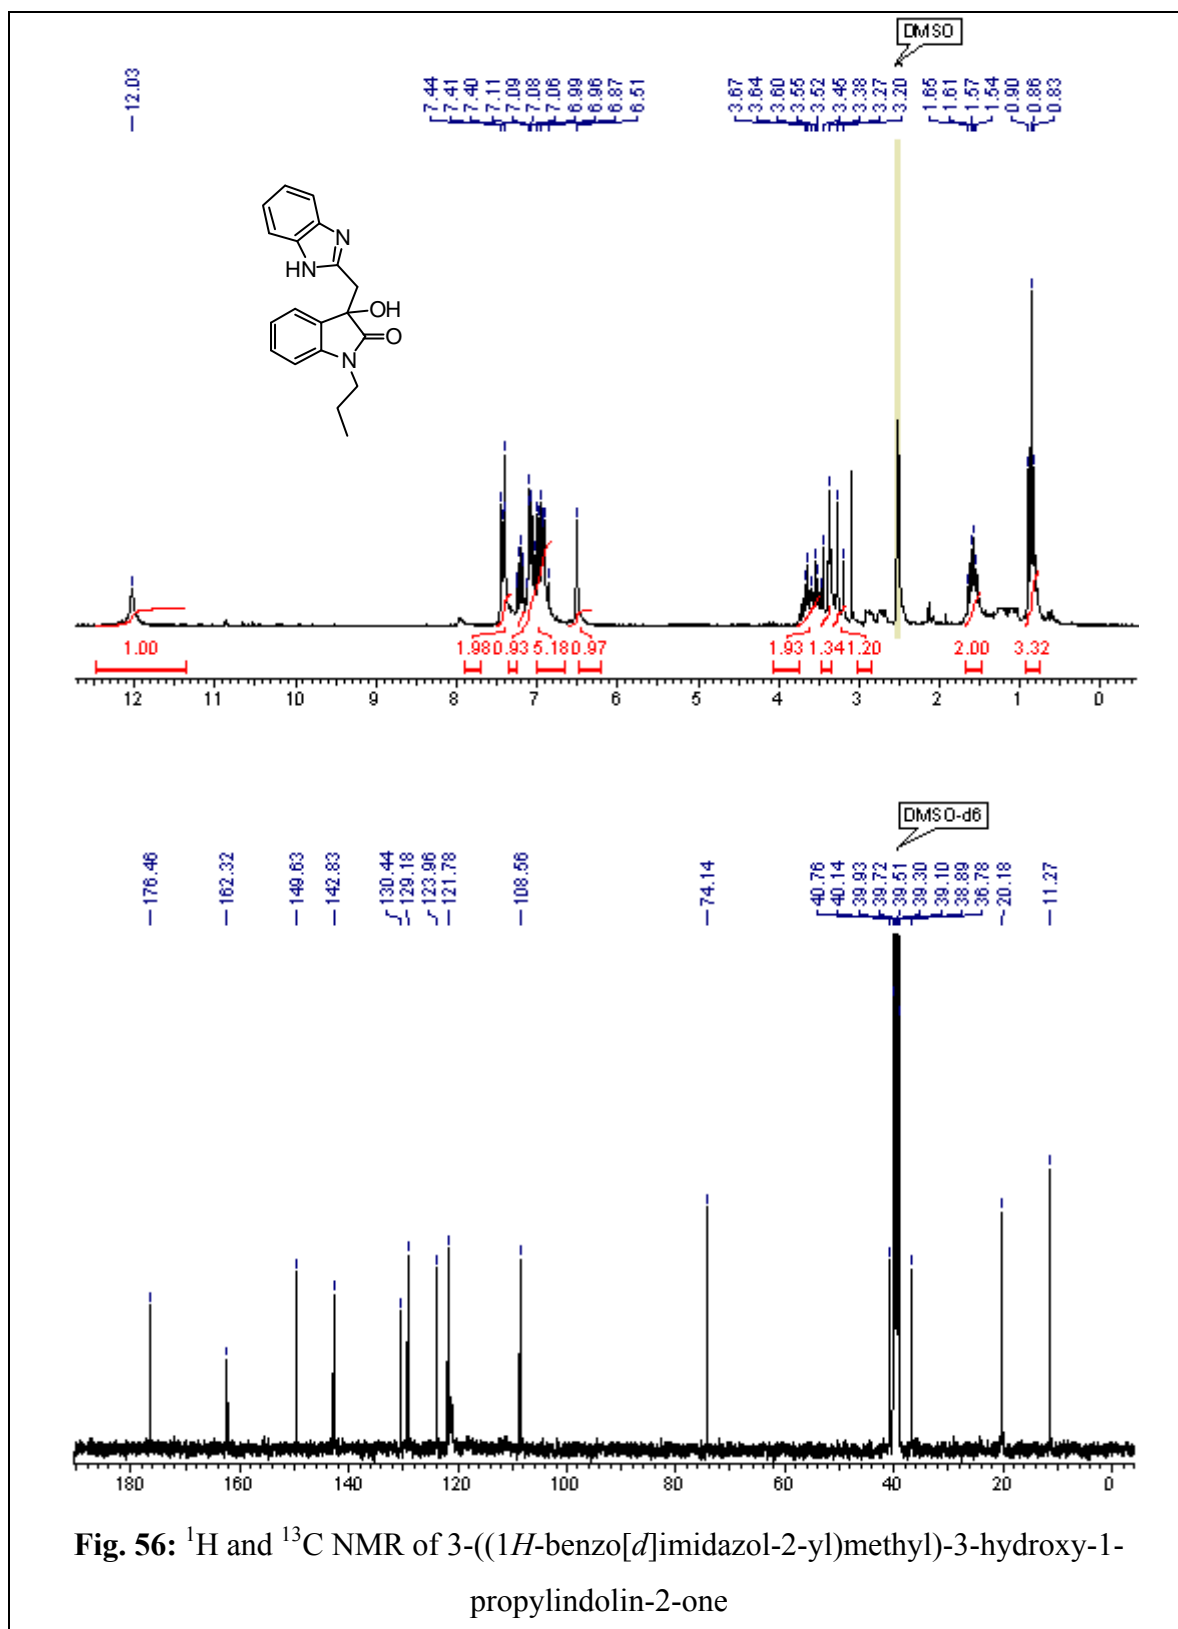 DMSO
12.03
7.44 7.41 7.40 7.11 7.09 7.08 7.06 6.99 6.96 6.87 6.51
3.67 3.64 3.60 3.55 3.52 3.45 3.38 3.27 3.20
1.65 1.61 1.57 1.54 0.90 0.86 0.83
N
HN
OH
O
N
1.00 1.98 0.93 5.18 0.97 1.93 1.34 1.20 2.00 3.32
12 11 10 9 8 7 6 5 4 3 2 1 0
DMSO-d6
176.46 162.32 149.63 142.83 130.44 129.18 123.96 121.78 108.56 74.14
40.76 40.14 39.93 39.72 39.51 39.30 39.10 38.89 36.78 20.18 11.27
180 160 140 120 100 80 60 40 20 0
Fig. 56: ¹H and ¹³C NMR of 3-((1H-benzo[d]imidazol-2-yl)methyl)-3-hydroxy-1-
propylindolin-2-one